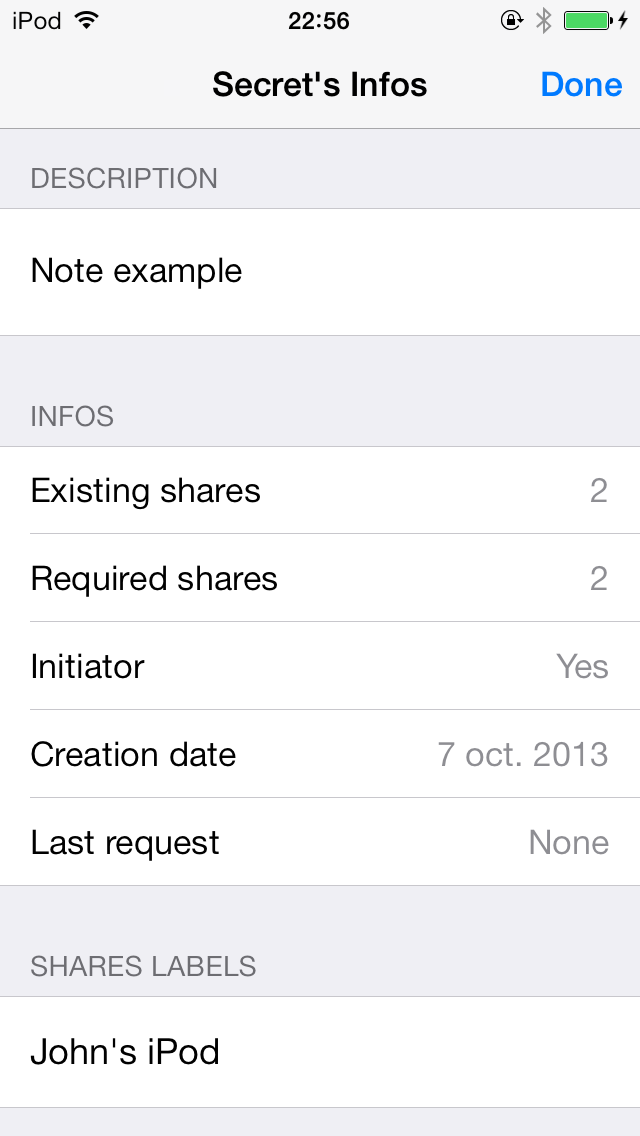 iPod 22:56
Secret's Infos Done
DESCRIPTION
Note example
INFOS
Existing shares 2
Required shares 2
Initiator Yes
Creation date 7 oct. 2013
Last request None
SHARES LABELS
John's iPod